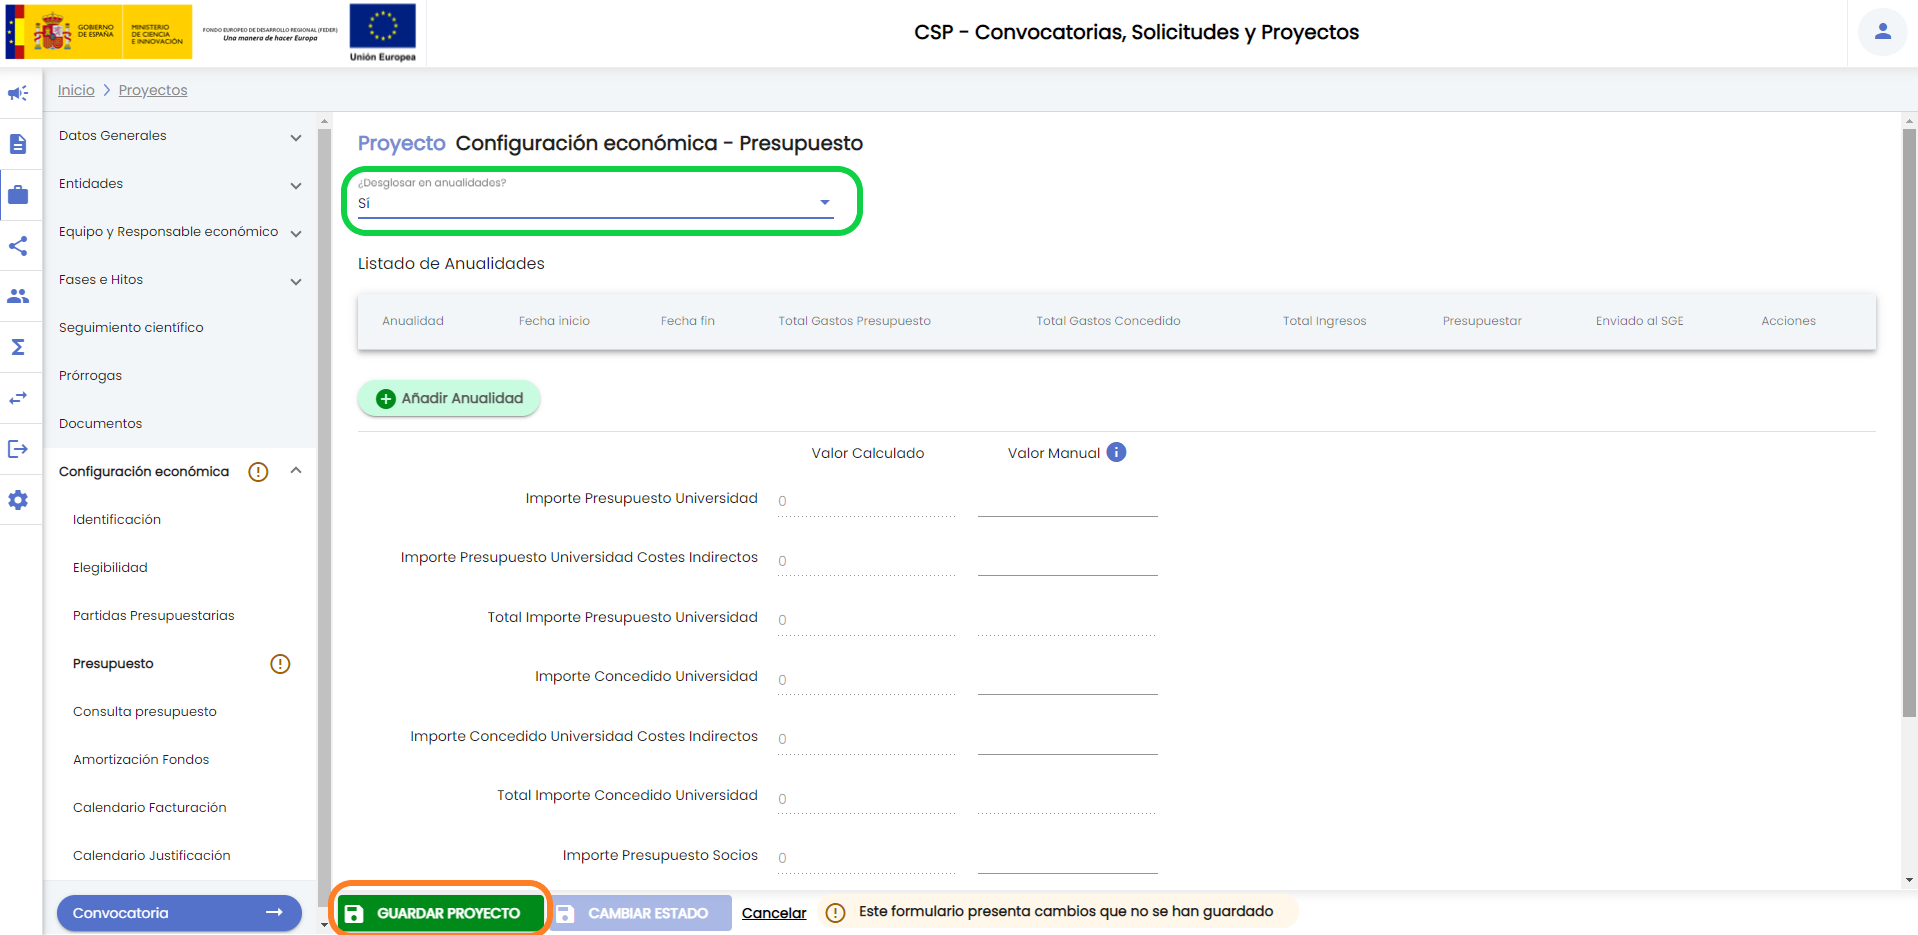 GOBIERNO
DE ESPAÑA
MINISTERIO
DE CIENCIA
E INNOVACIÓN
FONDO EUROPEO DE DESARROLLO REGIONAL (FEDER)
Una manera de hacer Europa
Unión Europea
CSP - Convocatorias, Solicitudes y Proyectos
Inicio > Proyectos
Datos Generales
Entidades
Equipo y Responsable económico
Fases e Hitos
Seguimiento científico
Prórrogas
Documentos
Configuración económica
Identificación
Elegibilidad
Partidas Presupuestarias
Presupuesto
Consulta presupuesto
Amortización Fondos
Calendario Facturación
Calendario Justificación
Convocatoria
Proyecto Configuración económica - Presupuesto
¿Desglosar en anualidades?
Sí
Listado de Anualidades
Anualidad Fecha inicio Fecha fin Total Gastos Presupuesto Total Gastos Concedido Total Ingresos Presupuestar Enviado al SGE Acciones
Añadir Anualidad
Valor Calculado Valor Manual
Importe Presupuesto Universidad 0
Importe Presupuesto Universidad Costes Indirectos 0
Total Importe Presupuesto Universidad 0
Importe Concedido Universidad 0
Importe Concedido Universidad Costes Indirectos 0
Total Importe Concedido Universidad 0
Importe Presupuesto Socios 0
GUARDAR PROYECTO CAMBIAR ESTADO Cancelar Este formulario presenta cambios que no se han guardado